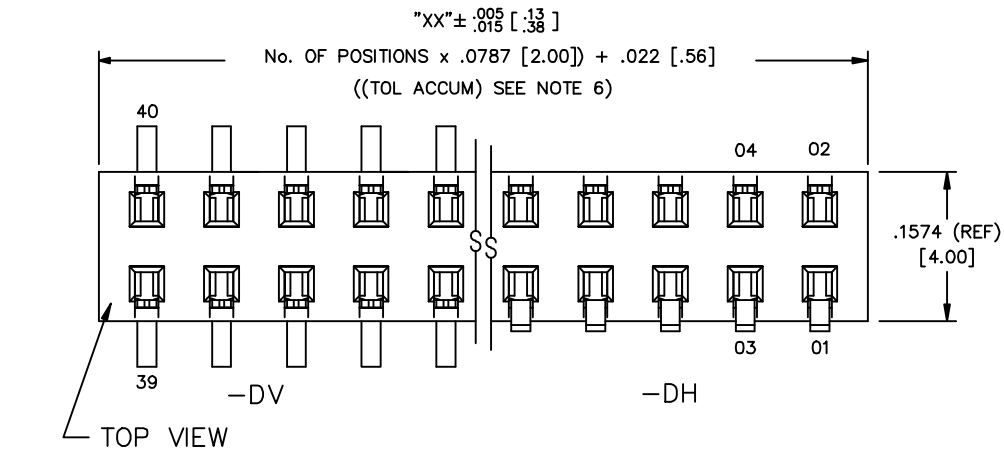 "XX"± .005 [ .13 ]
.015 .38
No. OF POSITIONS x .0787 [2.00]) + .022 [.56]
((TOL ACCUM) SEE NOTE 6)
40
04
02
.1574 (REF)
[4.00]
S
S
39
03
01
-DV
-DH
TOP VIEW